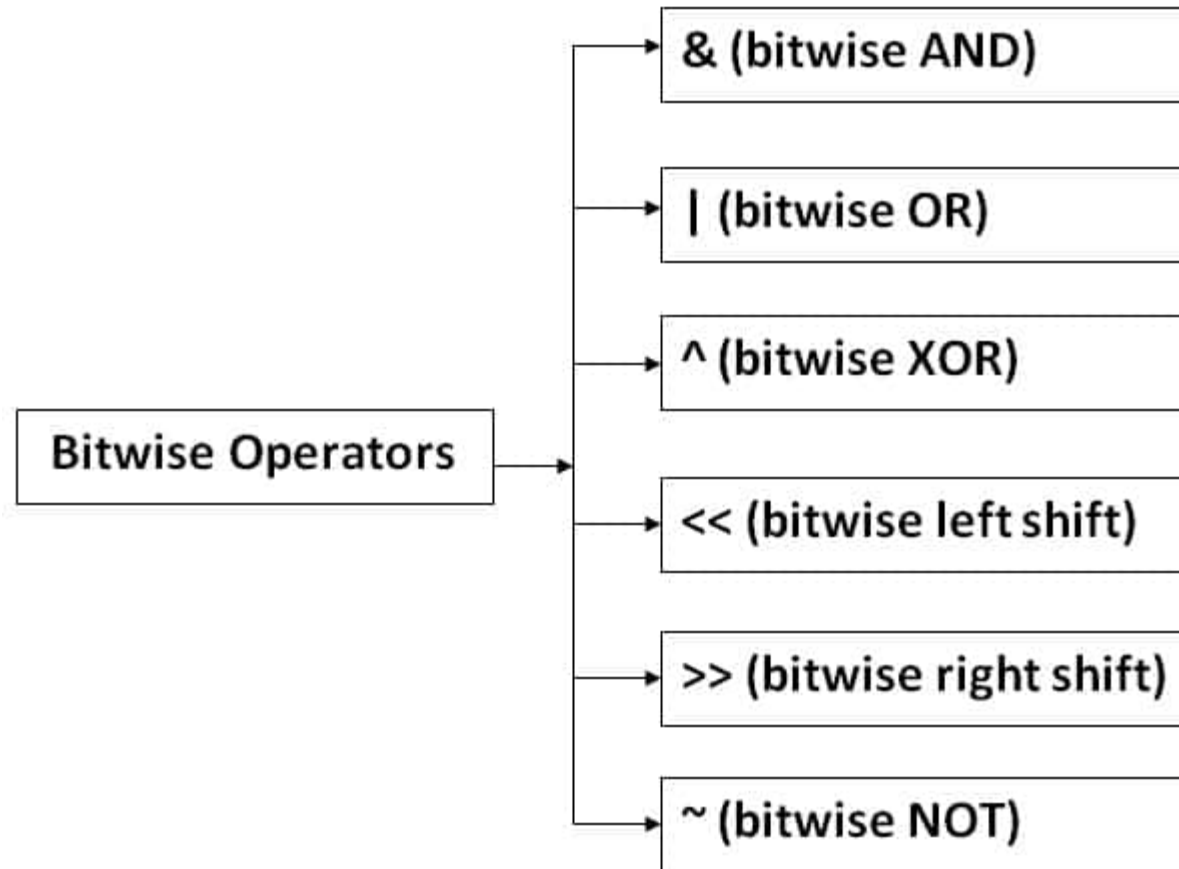 Bitwise Operators
& (bitwise AND)
| (bitwise OR)
^ (bitwise XOR)
<< (bitwise left shift)
>> (bitwise right shift)
~ (bitwise NOT)